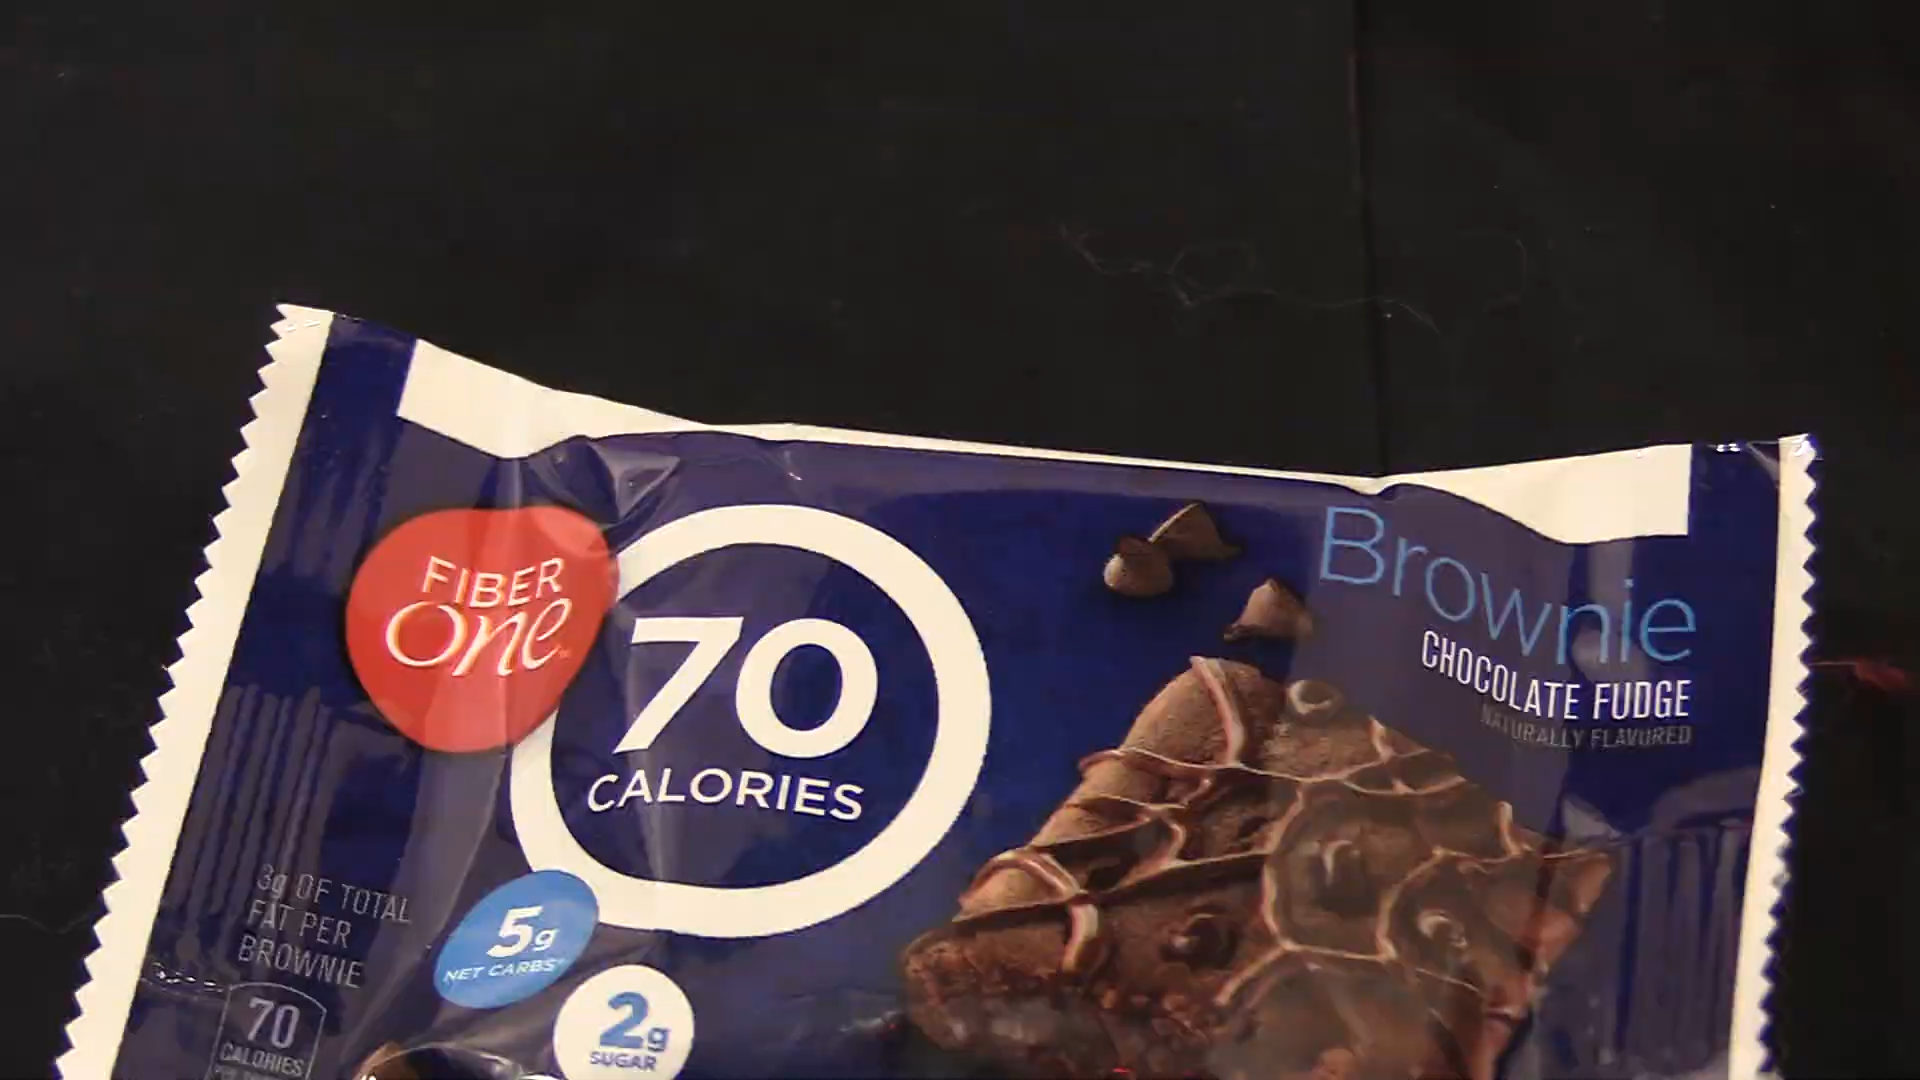 FIBER
One
70
CALORIES
Brownie
CHOCOLATE FUDGE
NATURALLY FLAVOURED
3g OF TOTAL
FAT PER
BROWNIE
5g
NET CARBS*
2g
SUGAR
70
CALORIES